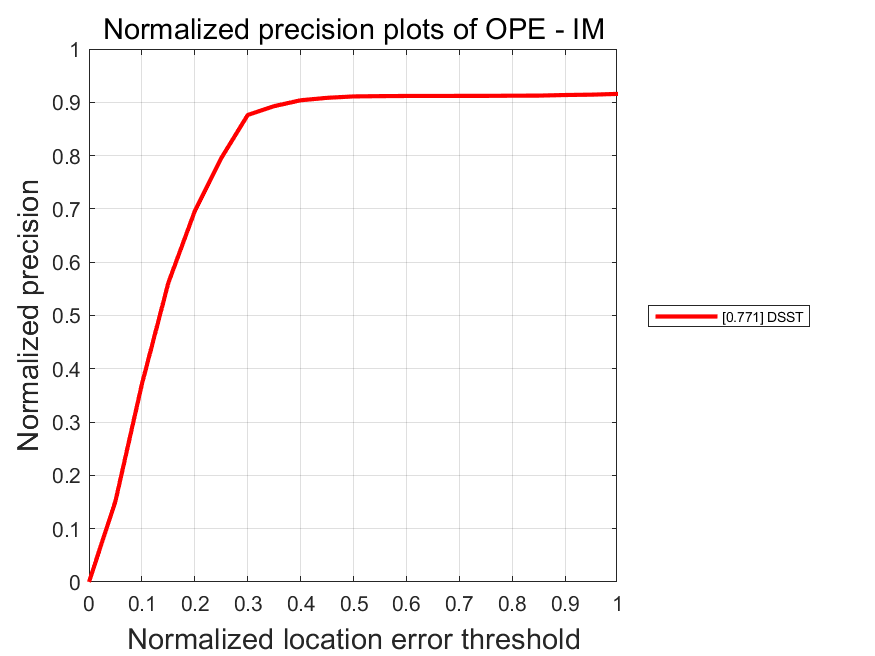 Normalized precision plots of OPE - IM
Normalized precision
1
0.9
0.8
0.7
0.6
0.5
0.4
0.3
0.2
0.1
0
0 0.1 0.2 0.3 0.4 0.5 0.6 0.7 0.8 0.9 1
Normalized location error threshold
[0.771] DSST